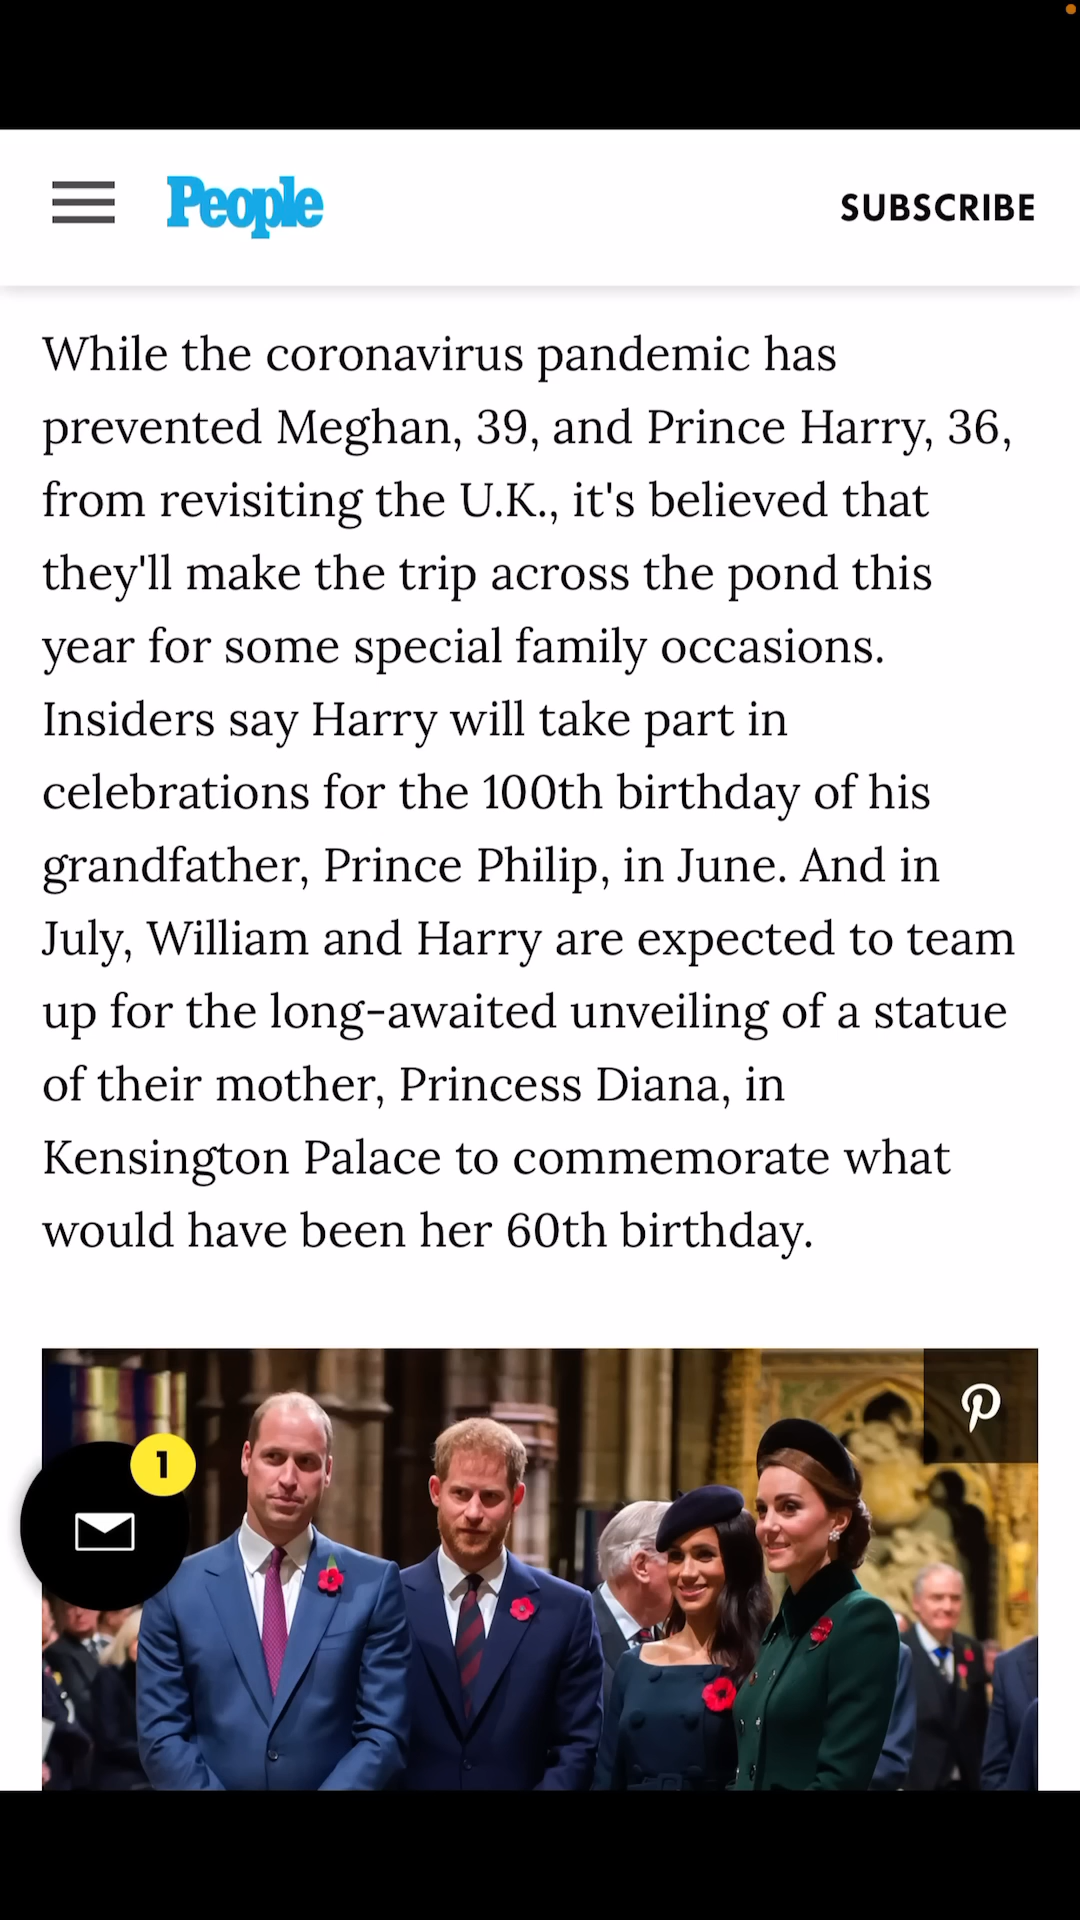 People
SUBSCRIBE
While the coronavirus pandemic has
prevented Meghan, 39, and Prince Harry, 36,
from revisiting the U.K., it's believed that
they'll make the trip across the pond this
year for some special family occasions.
Insiders say Harry will take part in
celebrations for the 100th birthday of his
grandfather, Prince Philip, in June. And in
July, William and Harry are expected to team
up for the long-awaited unveiling of a statue
of their mother, Princess Diana, in
Kensington Palace to commemorate what
would have been her 60th birthday.
1